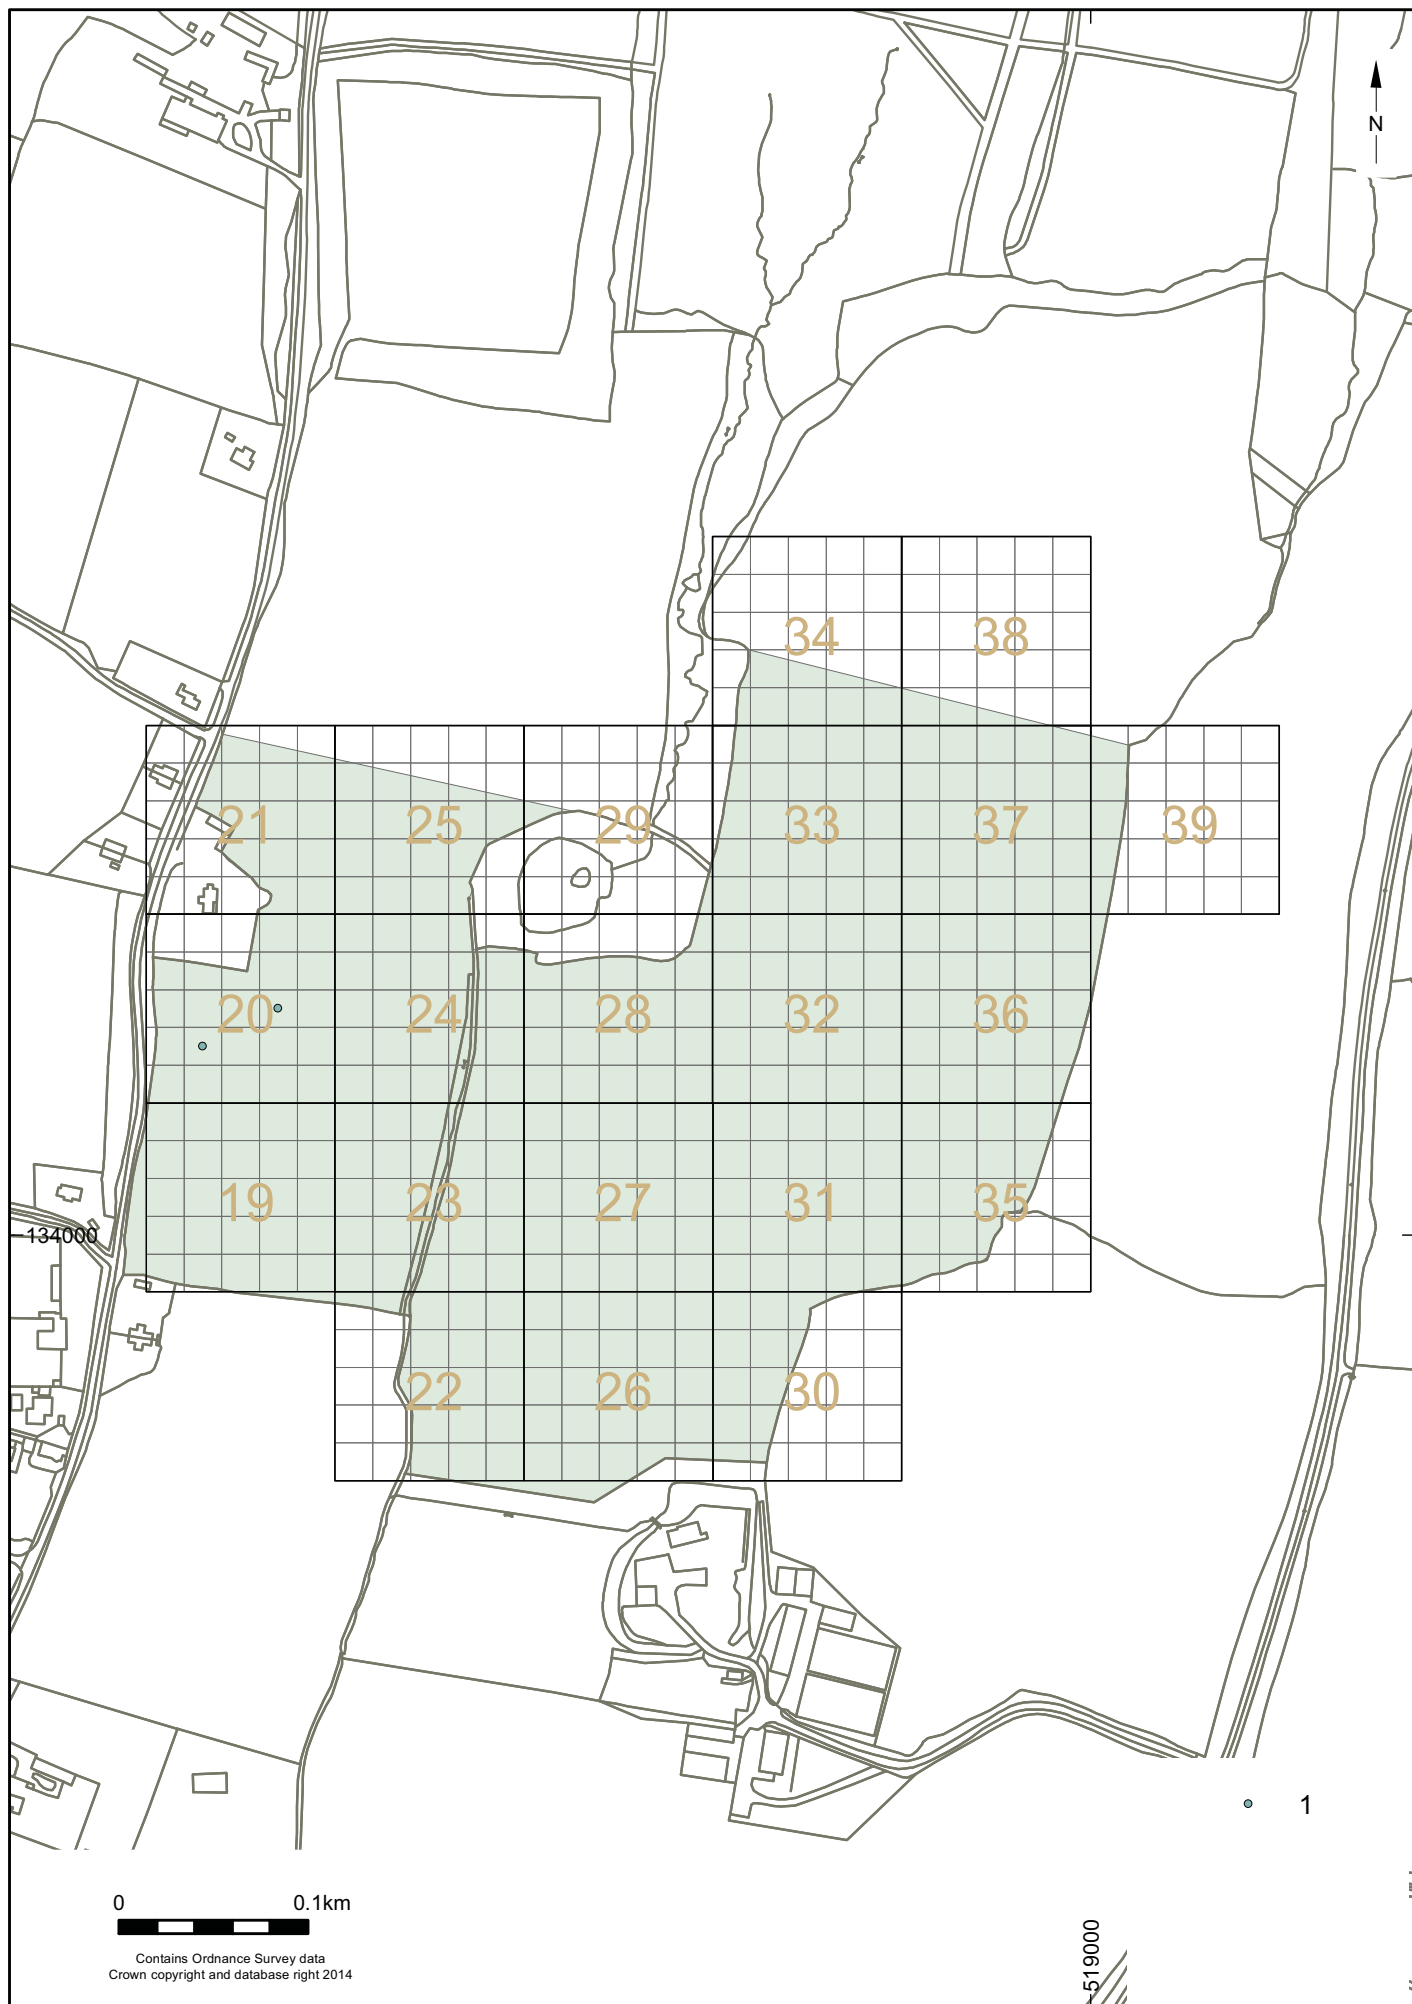 N
34 38
21 25 29 33 37 39
20 24 28 32 36
19 23 27 31 35
134000
22 26 30
1
0 0.1km
519000
Contains Ordnance Survey data
Crown copyright and database right 2014